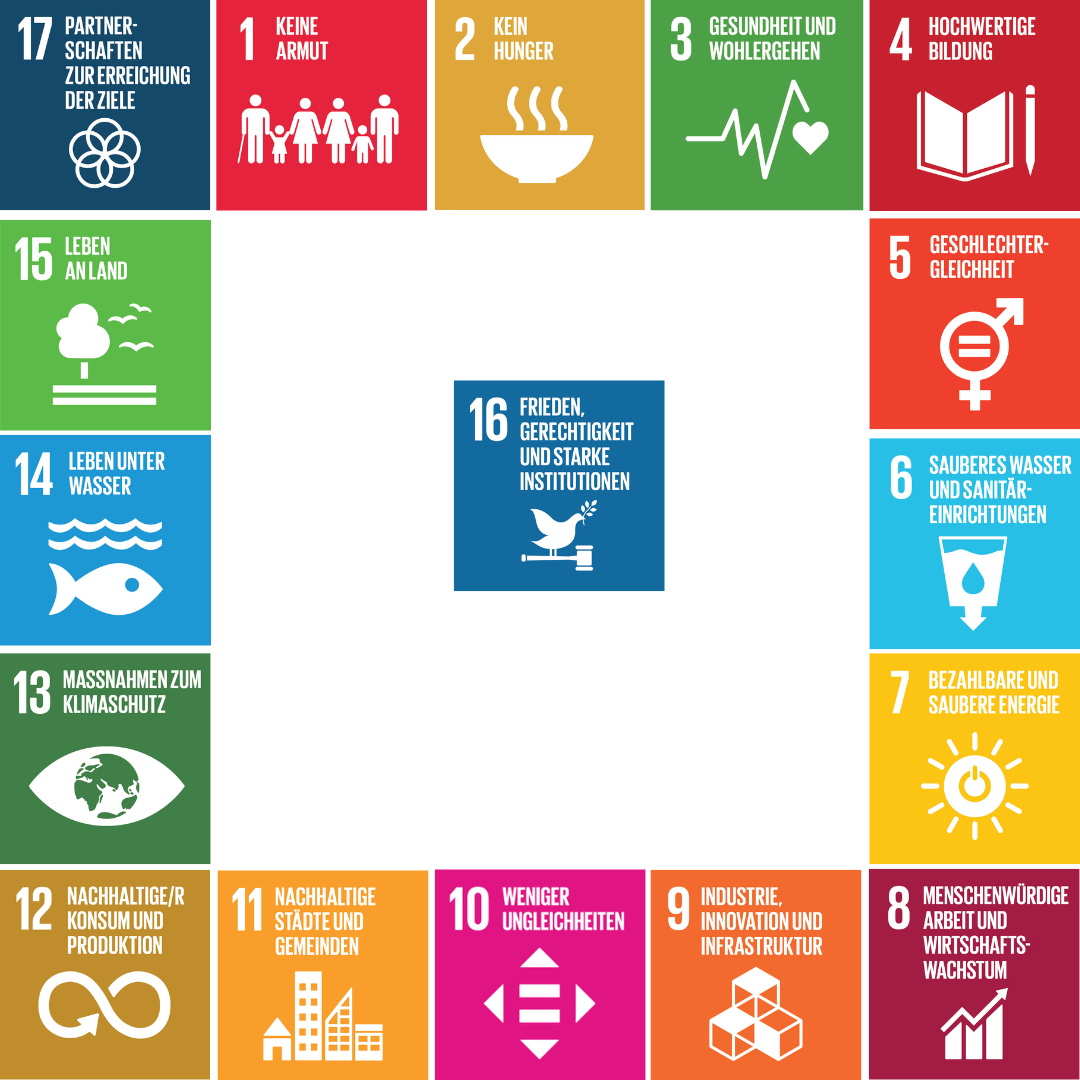 17 PARTNER-
SCHAFTEN
ZUR ERREICHUNG
DER ZIELE
1 KEINE
ARMUT
2 KEIN
HUNGER
3 GESUNDHEIT UND
WOHLERGEHEN
4 HOCHWERTIGE
BILDUNG
15 LEBEN
AN LAND
5 GESCHLECHTER-
GLEICHHEIT
16 FRIEDEN,
GERECHTIGKEIT
UND STARKE
INSTITUTIONEN
14 LEBEN UNTER
WASSER
6 SAUBERES WASSER
UND SANITÄR-
EINRICHTUNGEN
13 MASSNAHMEN ZUM
KLIMASCHUTZ
7 BEZAHLBARE UND
SAUBERE ENERGIE
12 NACHHALTIGE/R
KONSUM UND
PRODUKTION
11 NACHHALTIGE
STÄDTE UND
GEMEINDEN
10 WENIGER
UNGLEICHHEITEN
9 INDUSTRIE,
INNOVATION UND
INFRASTRUKTUR
8 MENSCHENWÜRDIGE
ARBEIT UND
WIRTSCHAFTS-
WACHSTUM